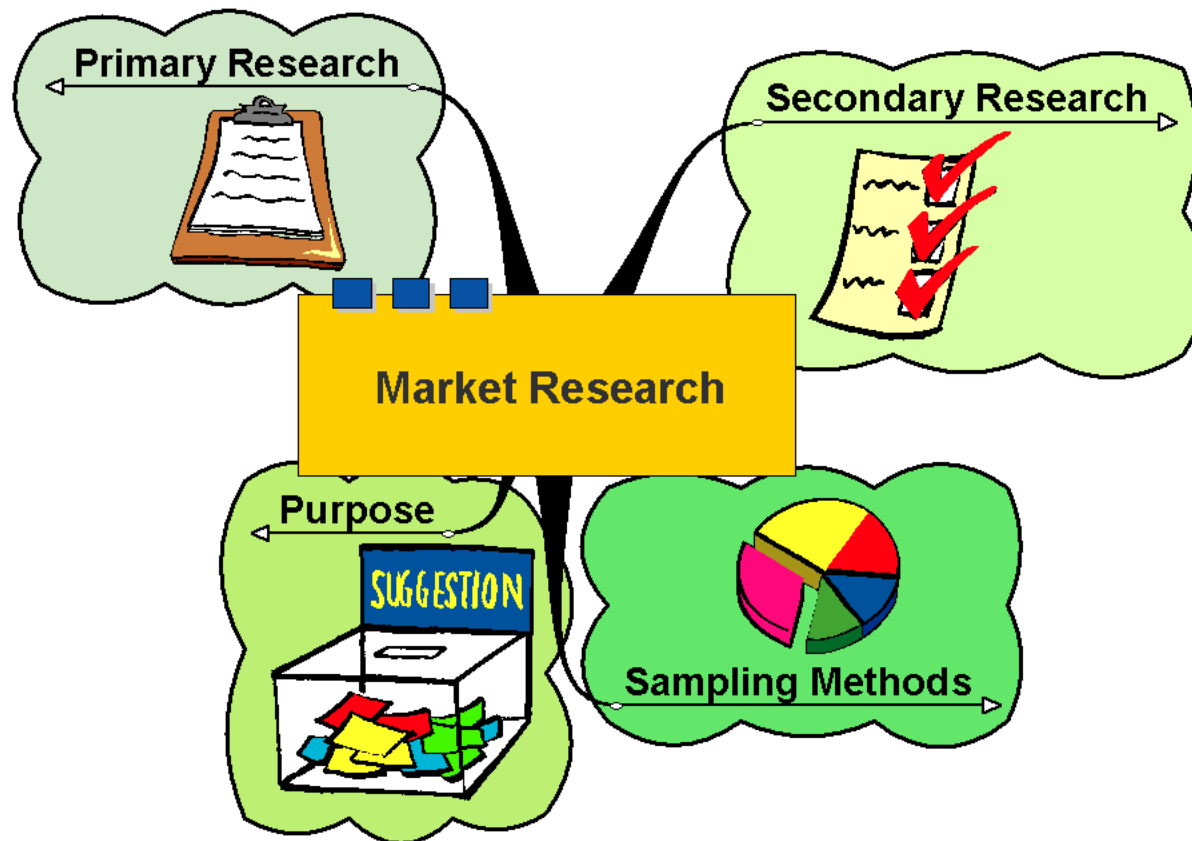 Primary Research
Secondary Research
Market Research
Purpose
SUGGESTION
Sampling Methods